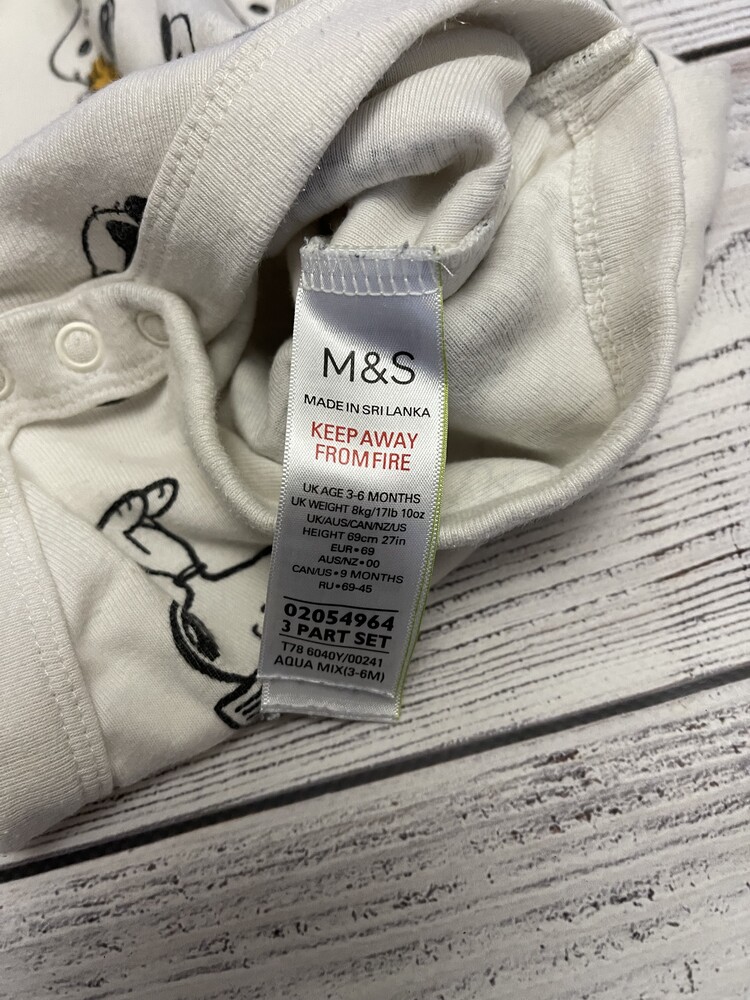 M&S
MADE IN SRI LANKA
KEEP AWAY
FROM FIRE
UK AGE 3-6 MONTHS
UK WEIGHT 8kg/17lb 10oz
UK/AUS/CAN/NZ/US
HEIGHT 69cm 27in
EUR•69
AUS/NZ•00
CAN/US•9 MONTHS
RU•69-45
02054964
3 PART SET
T78 6040Y/00241
AQUA MIX(3-6M)